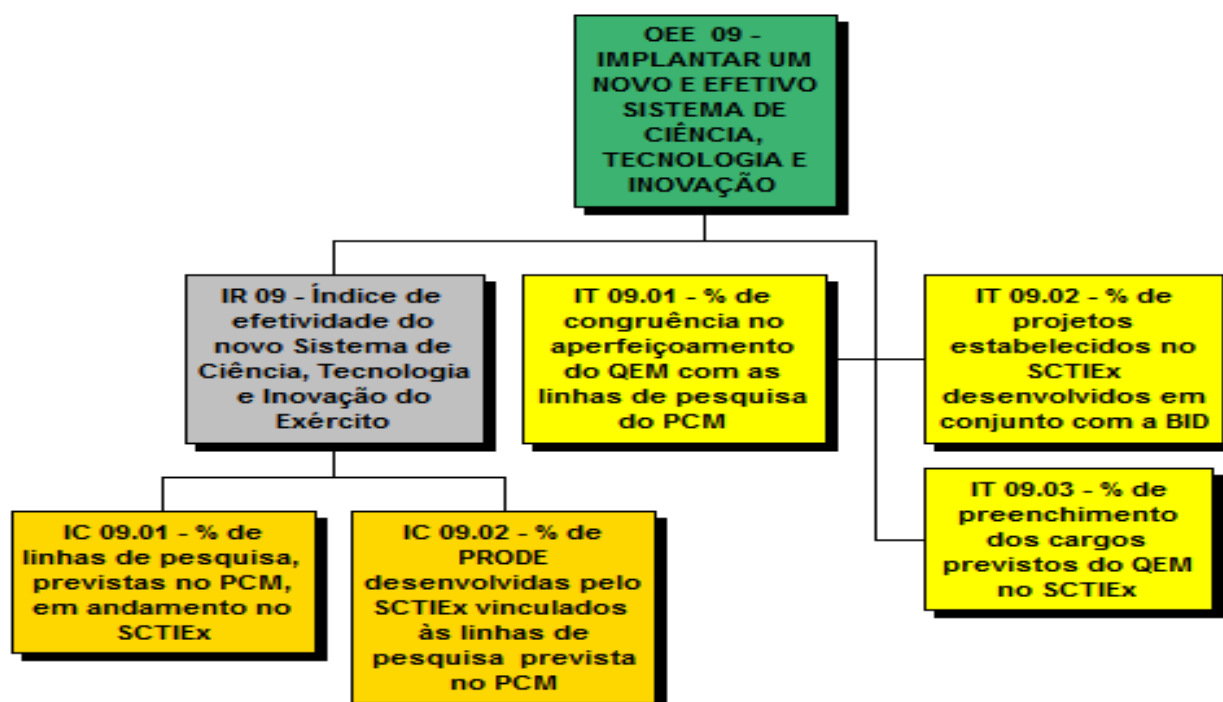 OEE 09 -
IMPLANTAR UM
NOVO E EFETIVO
SISTEMA DE
CIÊNCIA,
TECNOLOGIA E
INOVAÇÃO
IR 09 - Índice de
efetividade do
novo Sistema de
Ciência, Tecnologia
e Inovação do
Exército
IT 09.01 - % de
congruência no
aperfeiçoamento
do QEM com as
linhas de pesquisa
do PCM
IT 09.02 - % de
projetos
estabelecidos no
SCTIEx
desenvolvidos em
conjunto com a BID
IT 09.03 - % de
preenchimento
dos cargos
previstos do QEM
no SCTIEx
IC 09.01 - % de
linhas de pesquisa,
previstas no PCM,
em andamento no
SCTIEx
IC 09.02 - % de
PRODE
desenvolvidas pelo
SCTIEx vinculados
às linhas de
pesquisa prevista
no PCM